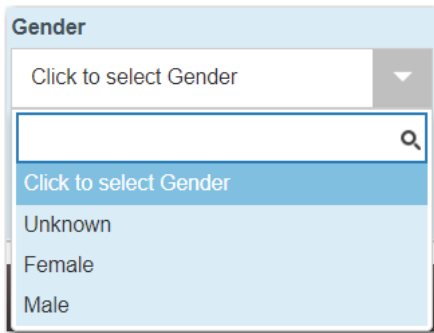 Gender
Click to select Gender
Click to select Gender
Unknown
Female
Male